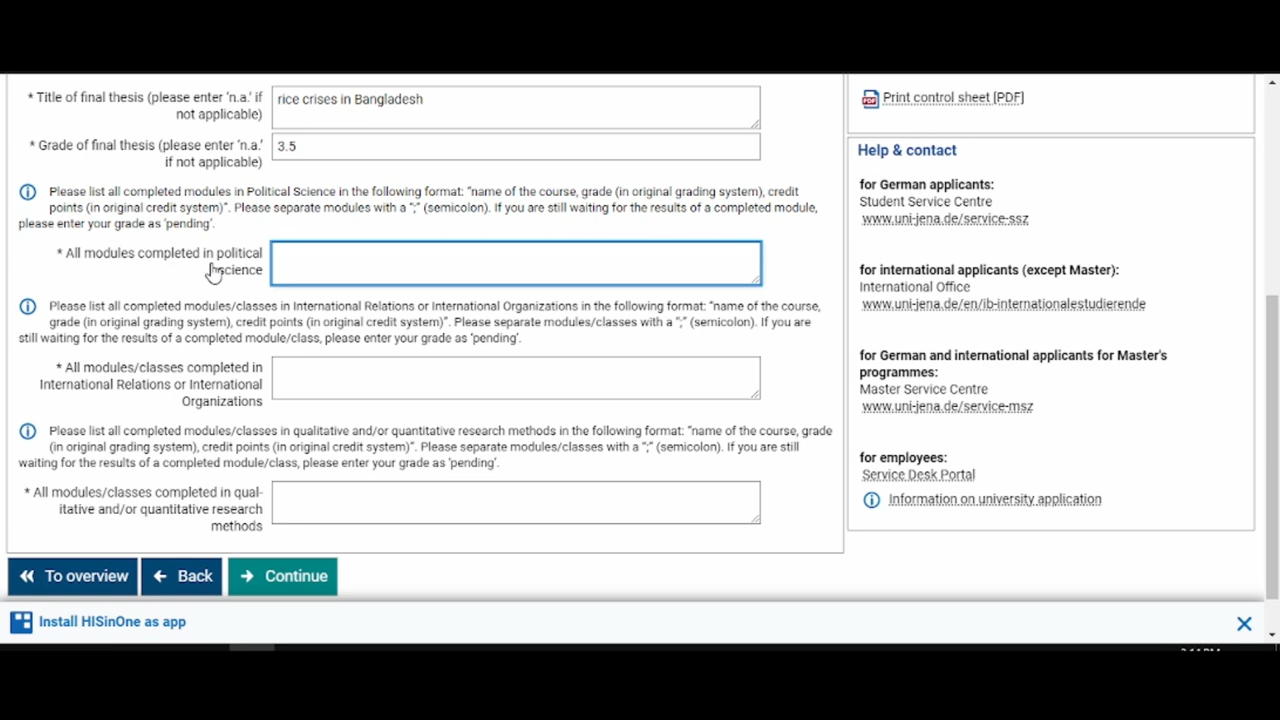 * Title of final thesis (please enter 'n.a.' if
not applicable)
rice crises in Bangladesh
* Grade of final thesis (please enter 'n.a.'
if not applicable)
3.5
Please list all completed modules in Political Science in the following format: "name of the course, grade (in original grading system), credit
points (in original credit system)". Please separate modules with a ";" (semicolon). If you are still waiting for the results of a completed module,
please enter your grade as 'pending'.
* All modules completed in political
science
Please list all completed modules/classes in International Relations or International Organizations in the following format: "name of the course,
grade (in original grading system), credit points (in original credit system)". Please separate modules/classes with a ";" (semicolon). If you are
still waiting for the results of a completed module/class, please enter your grade as 'pending'.
* All modules/classes completed in
International Relations or International
Organizations
Please list all completed modules/classes in qualitative and/or quantitative research methods in the following format: "name of the course, grade
(in original grading system), credit points (in original credit system)". Please separate modules/classes with a ";" (semicolon). If you are still
waiting for the results of a completed module/class, please enter your grade as 'pending'.
* All modules/classes completed in qual-
itative and/or quantitative research
methods
To overview
Back
Continue
Install HISinOne as app
Print control sheet [PDF]
Help & contact
for German applicants:
Student Service Centre
www.uni-jena.de/service-ssz
for international applicants (except Master):
International Office
www.uni-jena.de/en/ib-internationalestudierende
for German and international applicants for Master's
programmes:
Master Service Centre
www.uni-jena.de/service-msz
for employees:
Service Desk Portal
Information on university application